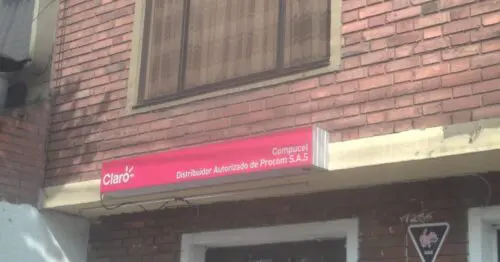 Claro
Compucel
Distribuidor Autorizado de Procom S.A.S